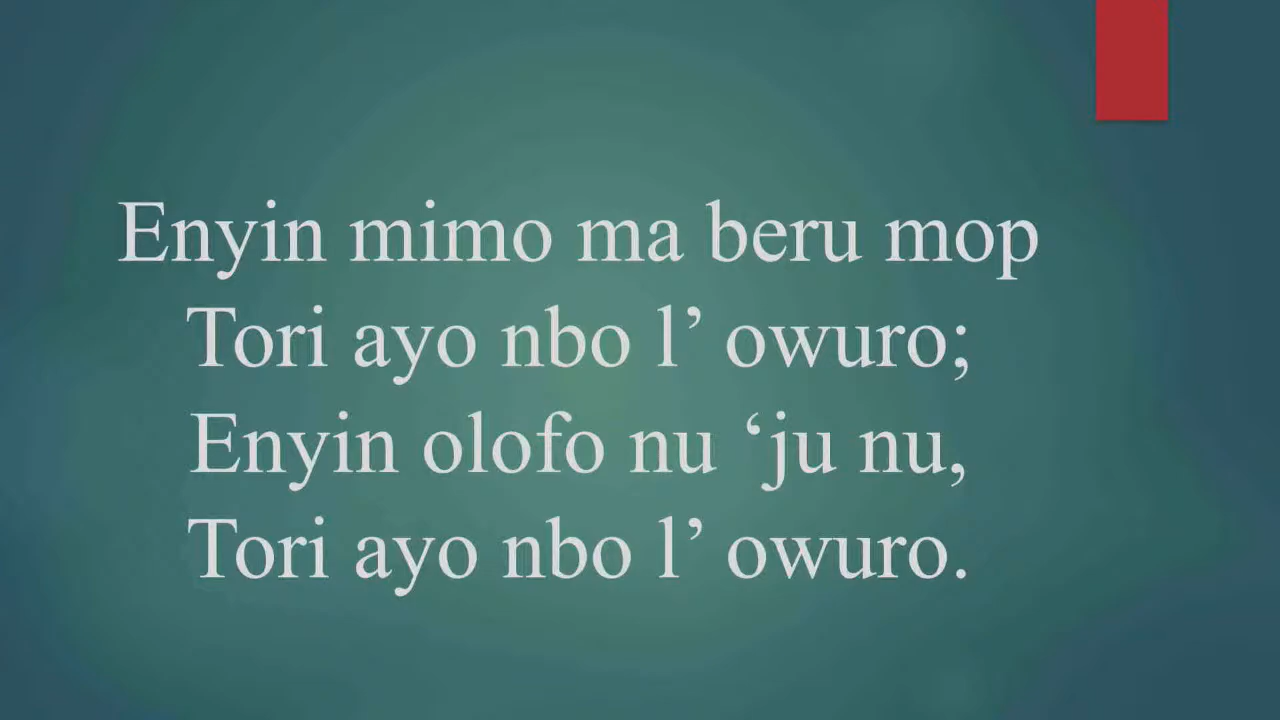 Enyin mimo ma beru mop
Tori ayo nbo l’ owuro;
Enyin olofo nu ‘ju nu,
Tori ayo nbo l’ owuro.